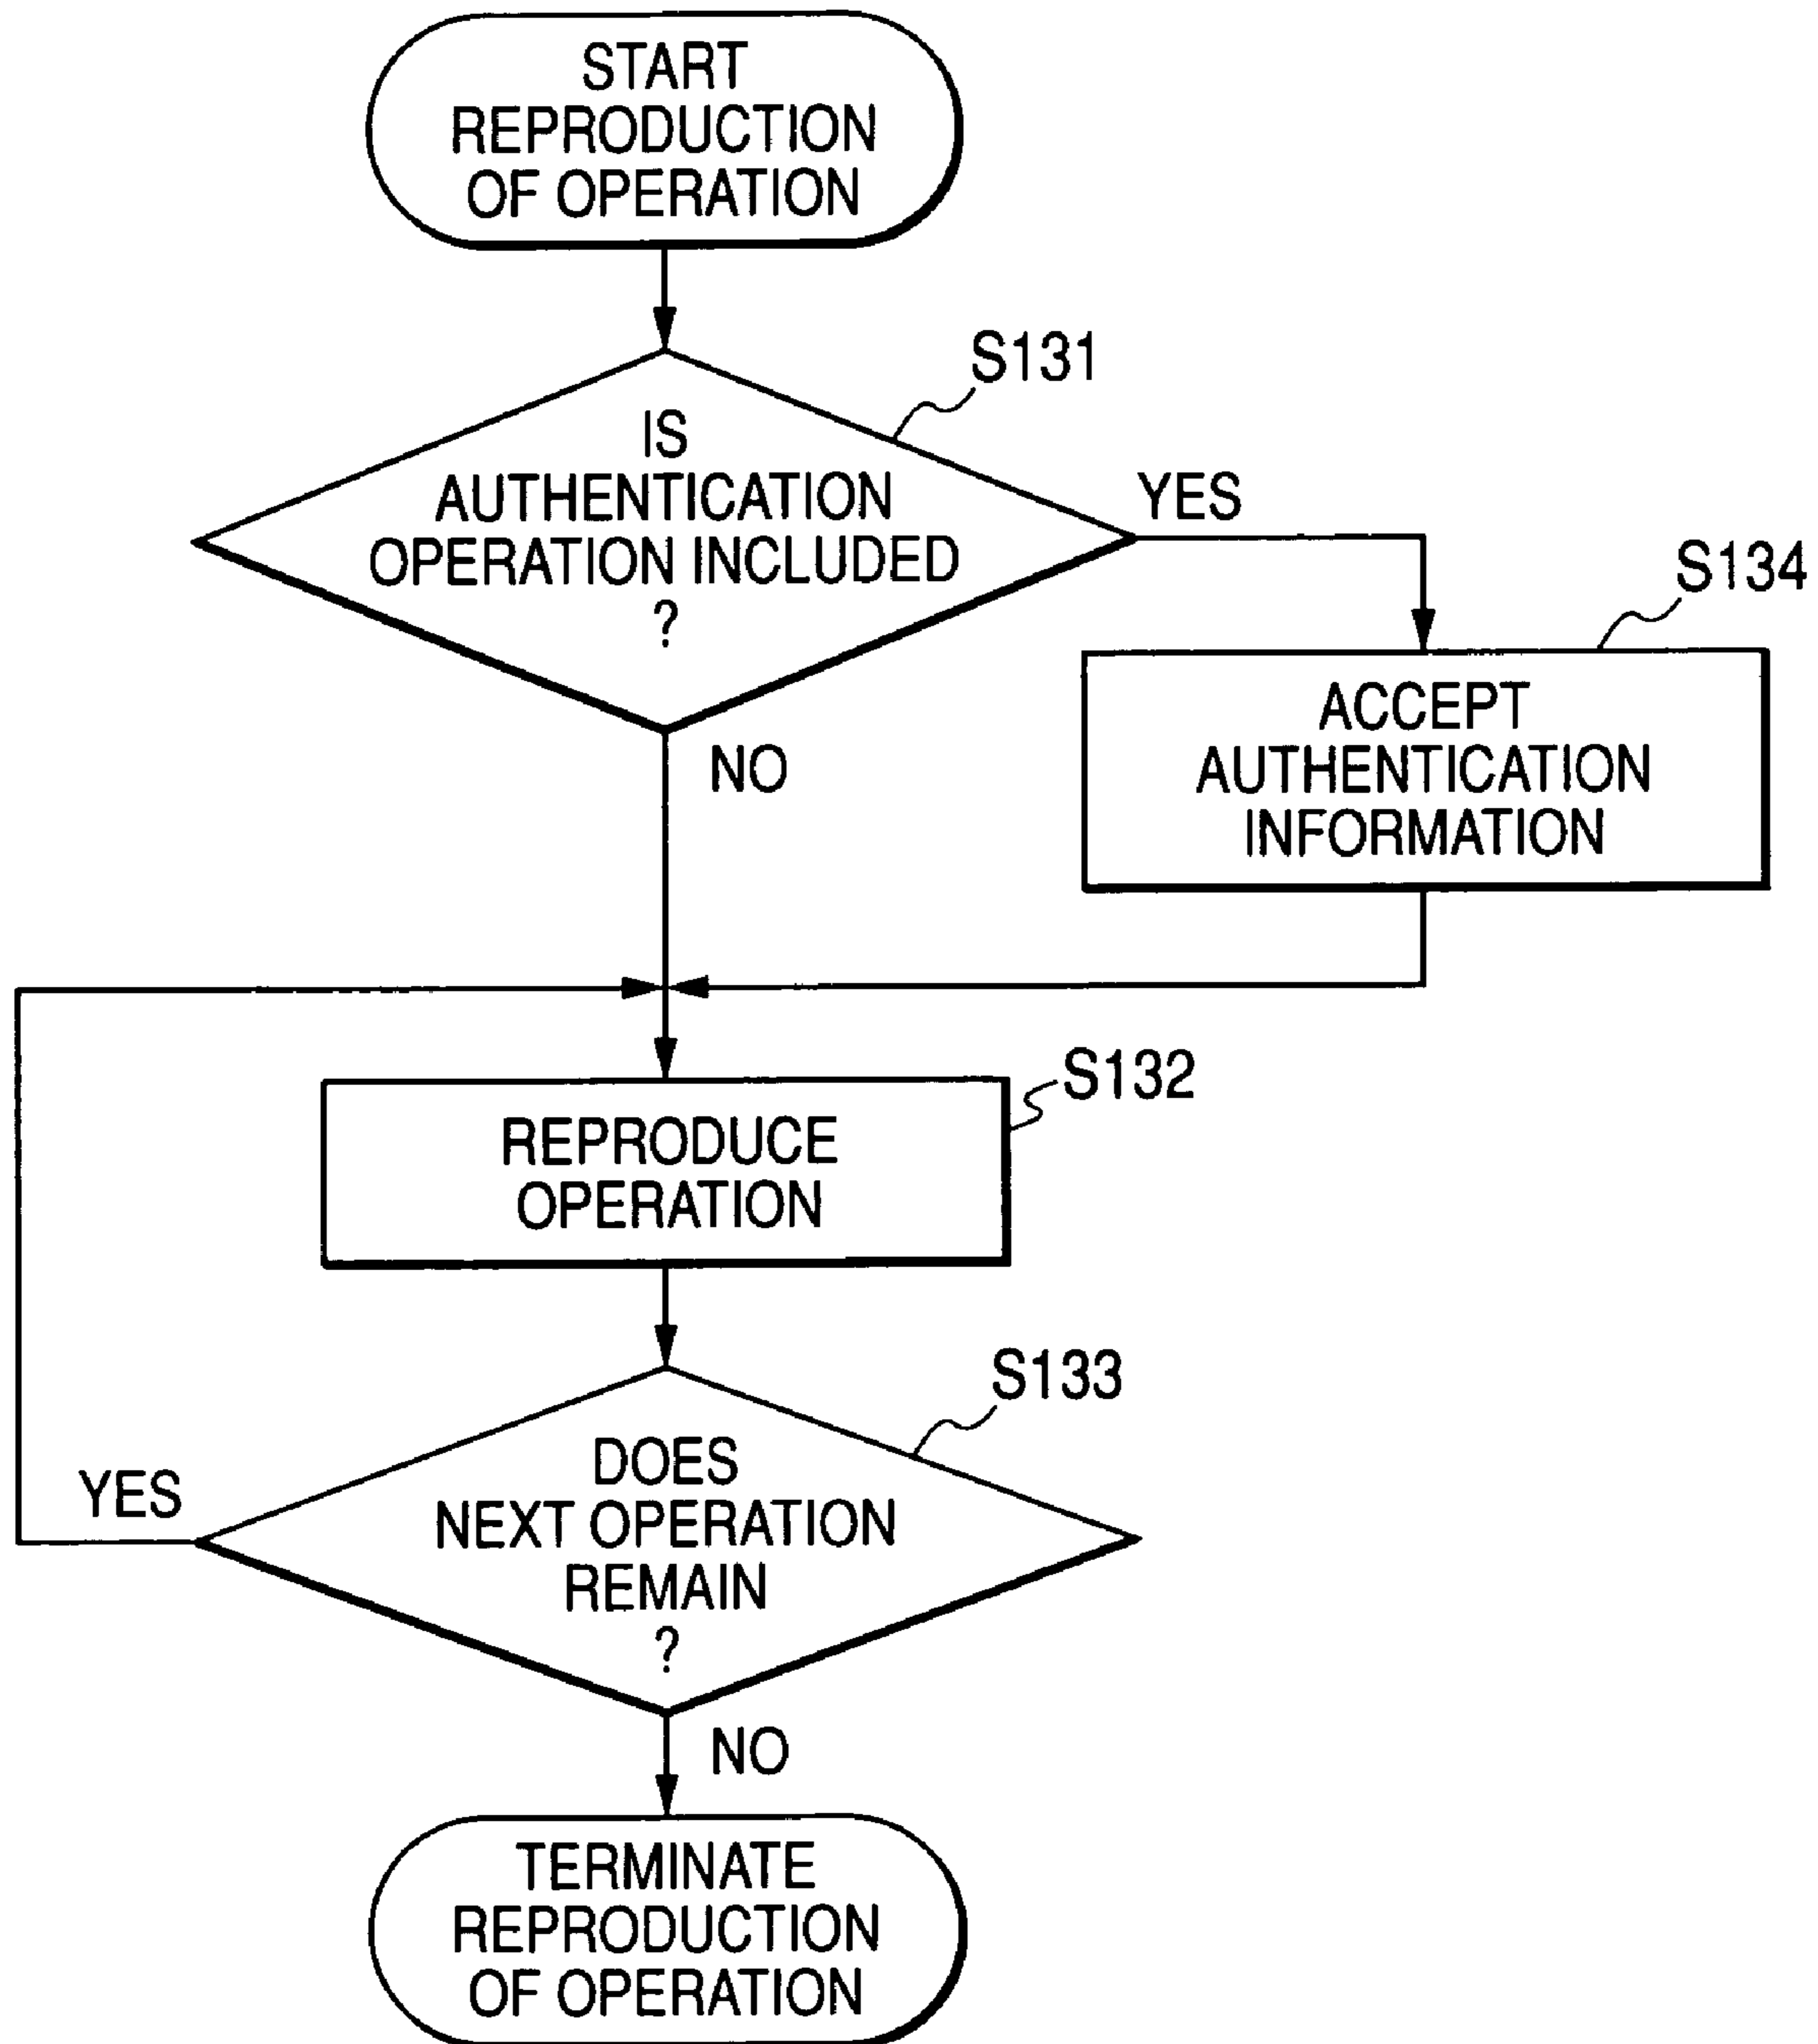 START
REPRODUCTION
OF OPERATION
S131
IS
AUTHENTICATION
OPERATION INCLUDED
?
YES
S134
ACCEPT
AUTHENTICATION
INFORMATION
NO
S132
REPRODUCE
OPERATION
S133
DOES
NEXT OPERATION
REMAIN
?
YES
NO
TERMINATE
REPRODUCTION
OF OPERATION